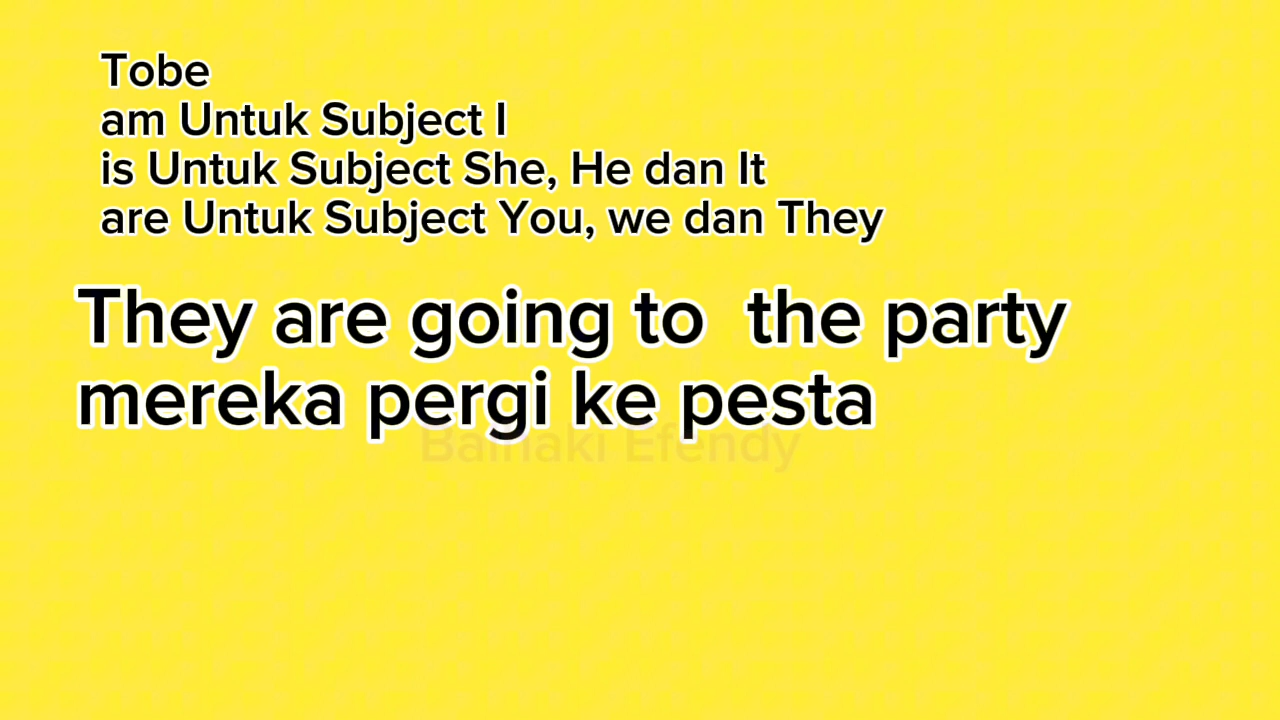 Tobe
am Untuk Subject I
is Untuk Subject She, He dan It
are Untuk Subject You, we dan They
They are going to the party
mereka pergi ke pesta
Efendy